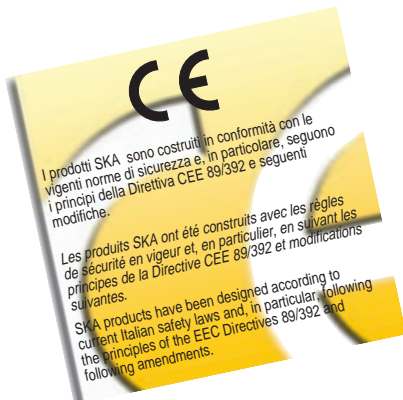 CE
I prodotti SKA sono costruiti in conformità con le
vigenti norme di sicurezza e, in particolare, seguono
i principi della Direttiva CEE 89/392 e seguenti
modifiche.
Les produits SKA ont été construits avec les règles
de sécurité en vigeur et, en particulier, en suivant les
principes de la Directive CEE 89/392 et modifications
suivantes.
SKA products have been designed according to
current Italian safety laws and, in particular, following
the principles of the EEC Directives 89/392 and
following amendments.